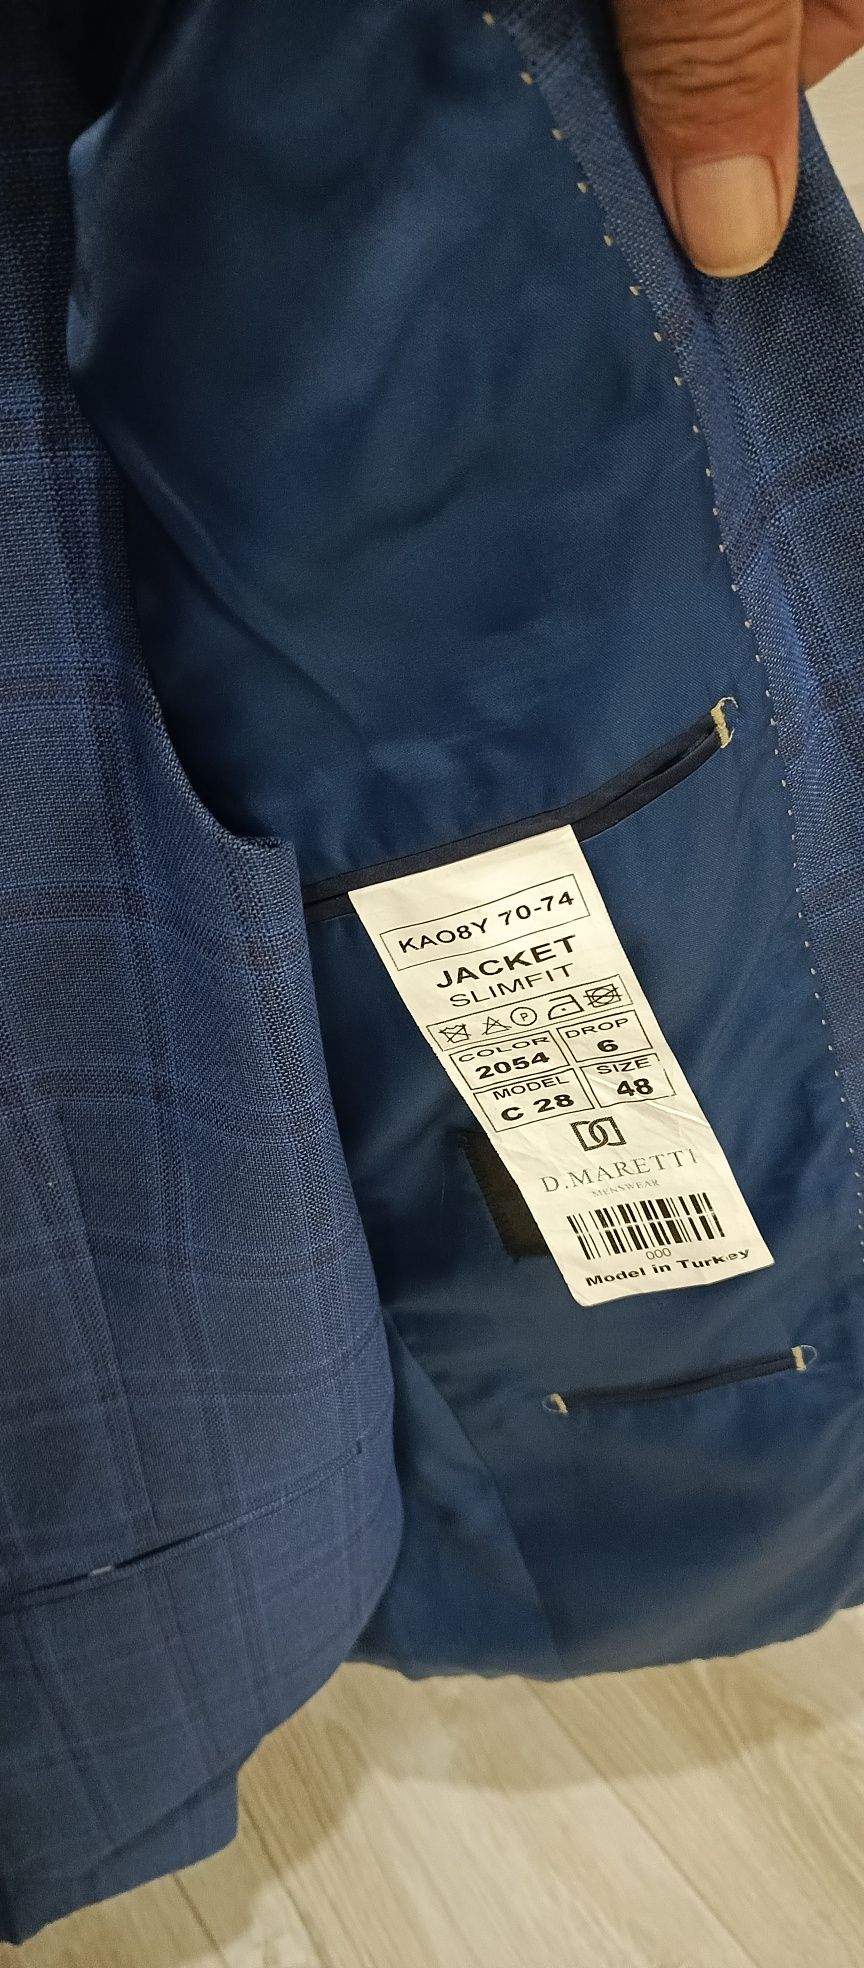 KAO8Y 70-74
JACKET
SLIMFIT
P
COLOR DROP
2054 6
MODEL SIZE
C 28 48
D.MARETTI
MENSWEAR
000
Model in Turkey